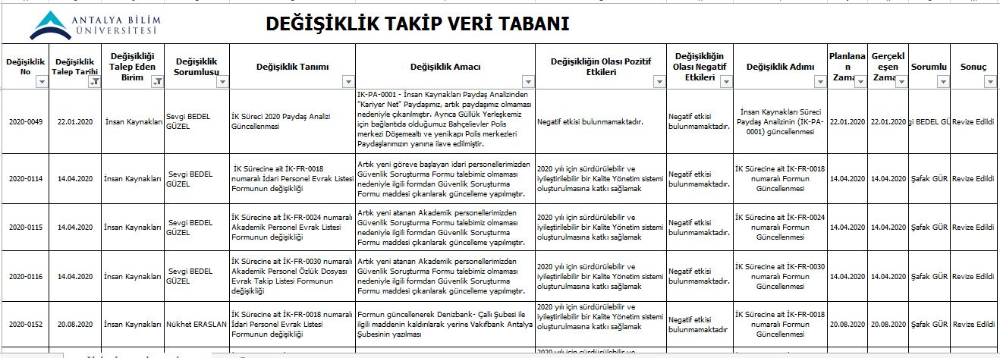 ANTALYA BİLİM
ÜNİVERSİTESİ
DEĞİŞİKLİK TAKİP VERİ TABANI
Değişiklik No
Değişiklik Talep Tarihi
Değişikliği Talep Eden Birim
Değişiklik Sorumlusu
Değişiklik Tanımı
Değişiklik Amacı
Değişikliğin Olası Pozitif Etkileri
Değişikliğin Olası Negatif Etkileri
Değişiklik Adımı
Planlana
n
Zama
Gerçekl
eşen
Zama
Sorumlu
Sonuç
2020-0049
22.01.2020
İnsan Kaynakları
Sevgi BEDEL
GÜZEL
İK Süreci 2020 Paydaş Analizi
Güncellenmesi
IK-PA-0001 - İnsan Kaynakları Paydaş Analizinden
"Kariyer Net" Paydaşımız, artık paydaşımız olmaması
nedeniyle çıkarılmıştır. Ayrıca Güllük Yerleşkemiz
için bağlantıda olduğumuz Bahçelievler Polis
merkezi Döşemealtı ve yenikapı Polis merkezleri
Paydaşlarımızın yanına ilave edilmiştir.
Negatif etkisi bulunmamaktadır.
Negatif etkisi
bulunmamaktadır.
İnsan Kaynakları Süreci
Paydaş Analizinin (İK-PA-
0001) güncellenmesi
22.01.2020
22.01.2020
gi BEDEL GÜ
Revize Edildi
2020-0114
14.04.2020
İnsan Kaynakları
Sevgi BEDEL
GÜZEL
İK Sürecine ait İK-FR-0018
numaralı İdari Personel Evrak Listesi
Formunun değişikliği
Artık yeni göreve başlayan idari personellerimizden
Güvenlik Soruşturma Formu talebimiz olmaması
nedeniyle ilgili formdan Güvenlik Soruşturma
Formu maddesi çıkarılarak güncelleme yapılmıştır.
2020 yılı için sürdürülebilir ve
iyileştirilebilir bir Kalite Yönetim sistemi
oluşturulmasına katkı sağlamak
Negatif etkisi
bulunmamaktadır.
İK Sürecine ait İK-FR-0018
numaralı Formun
Güncellenmesi
14.04.2020
14.04.2020
Şafak GÜR
Revize Edildi
2020-0115
14.04.2020
İnsan Kaynakları
Sevgi BEDEL
GÜZEL
İK Sürecine ait İK-FR-0024 numaralı
Akademik Personel Evrak Listesi
Formunun değişikliği
Artık yeni atanan Akademik personellerimizden
Güvenlik Soruşturma Formu talebimiz olmaması
nedeniyle ilgili formdan Güvenlik Soruşturma
Formu maddesi çıkarılarak güncelleme yapılmıştır.
2020 yılı için sürdürülebilir ve
iyileştirilebilir bir Kalite Yönetim sistemi
oluşturulmasına katkı sağlamak
Negatif etkisi
bulunmamaktadır.
İK Sürecine ait İK-FR-0024
numaralı Formun
Güncellenmesi
14.04.2020
14.04.2020
Şafak GÜR
Revize Edildi
2020-0116
14.04.2020
İnsan Kaynakları
Sevgi BEDEL
GÜZEL
İK Sürecine ait İK-FR-0030 numaralı
Akademik Personel Özlük Dosyası
Evrak Takip Listesi Formunun
değişikliği
Artık yeni atanan Akademik personellerimizden
Güvenlik Soruşturma Formu talebimiz olmaması
nedeniyle ilgili formdan Güvenlik Soruşturma
Formu maddesi çıkarılarak güncelleme yapılmıştır.
2020 yılı için sürdürülebilir ve
iyileştirilebilir bir Kalite Yönetim sistemi
oluşturulmasına katkı sağlamak
Negatif etkisi
bulunmamaktadır.
İK Sürecine ait İK-FR-0030
numaralı Formun
Güncellenmesi
14.04.2020
14.04.2020
Şafak GÜR
Revize Edildi
2020-0152
20.08.2020
İnsan Kaynakları
Nükhet ERASLAN
İK Sürecine ait İK-FR-0018 numaralı
İdari Personel Evrak Listesi
Formunun değişikliği
Formun güncellenerek Denizbank- Çallı Şubesi ile
ilgili maddenin kaldırılarak yerine Vakıfbank Antalya
Şubesinin yazılması
2020 yılı için sürdürülebilir ve
iyileştirilebilir bir Kalite Yönetim sistemi
oluşturulmasına katkı sağlamak
Negatif etkisi
bulunmamaktadır
İK Sürecine ait İK-FR-0018
numaralı Formun
Güncellenmesi
20.08.2020
20.08.2020
Şafak GÜR
Revize Edildi
2020 yılı için sürdürülebilir ve